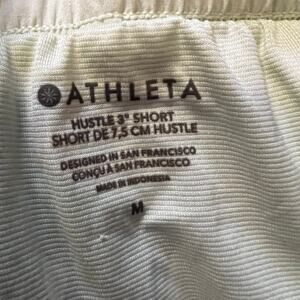 ATHLETA
HUSTLE 3" SHORT
SHORT DE 7,5 CM HUSTLE
DESIGNED IN SAN FRANCISCO
CONÇU À SAN FRANCISCO
MADE IN INDONESIA
M